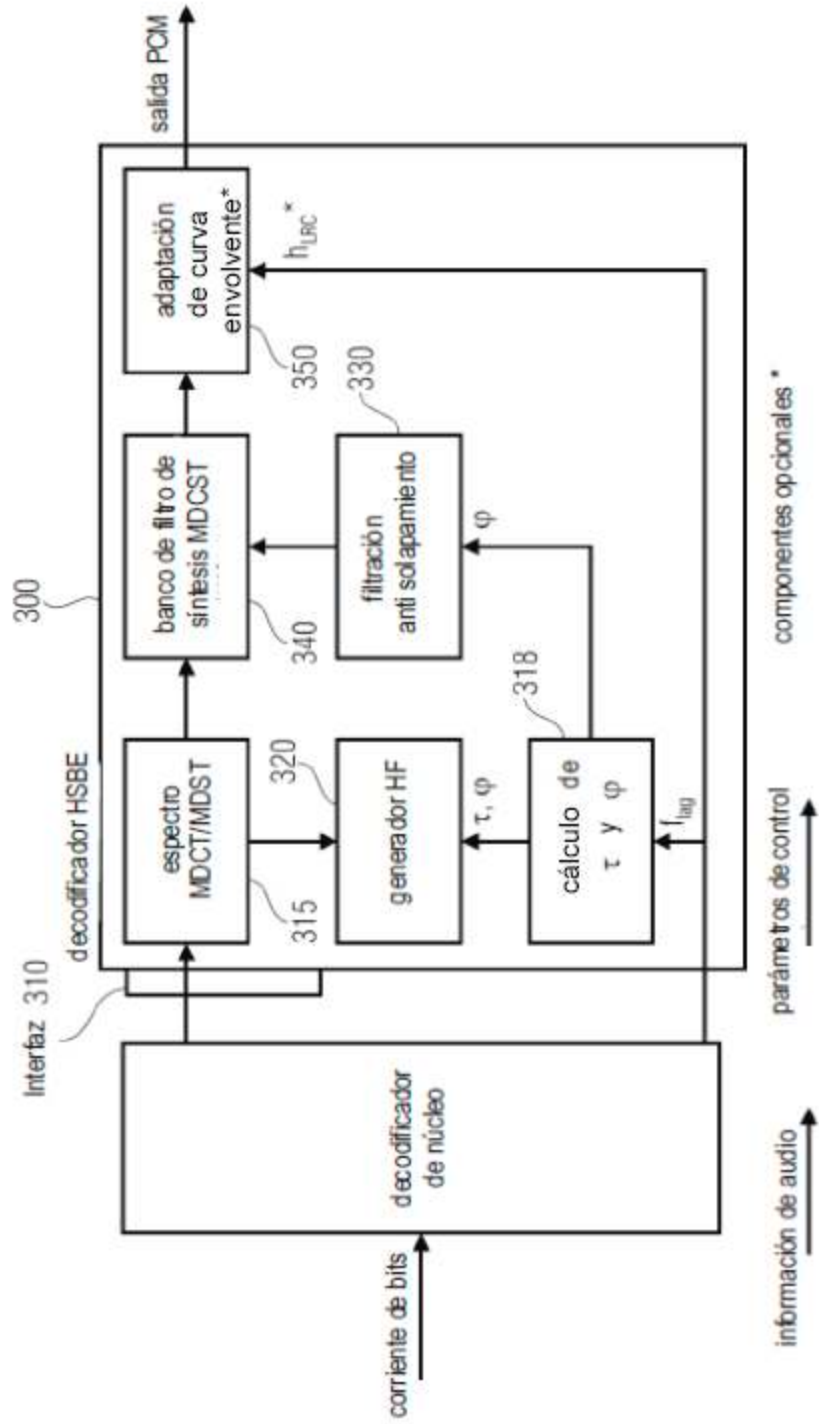 300
decodificador HSBE
Interfaz 310
corriente de bits
decodificador
de núcleo
espectro
MDCT/MDST
315
banco de filtro de
síntesis MDCST
340
adaptación
de curva
envolvente*
350
salida PCM
generador HF
320
filtración
anti solapamiento
330
h_LRC*
τ, φ
φ
cálculo de
τ y φ
318
f_lag
información de audio
parámetros de control
componentes opcionales *